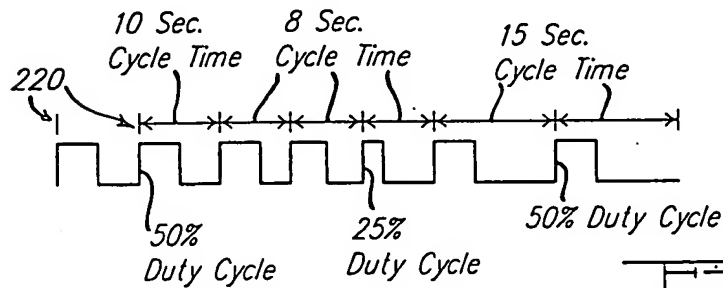 10 Sec.
Cycle Time
8 Sec.
Cycle Time
15 Sec.
Cycle Time
220
50%
Duty Cycle
25%
Duty Cycle
50% Duty Cycle